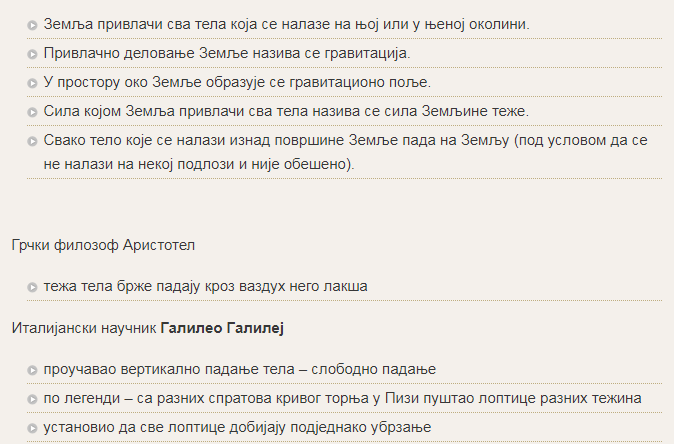 Земља привлачи сва тела која се налазе на њој или у њеној околини.
Привлачно деловање Земље назива се гравитација.
У простору око Земље образује се гравитационо поље.
Сила којом Земља привлачи сва тела назива се сила Земљине теже.
Свако тело које се налази изнад површине Земље пада на Земљу (под условом да се
не налази на некој подлози и није обешено).
Грчки филозоф Аристотел
тежа тела брже падају кроз ваздух него лакша
Италијански научник Галилео Галилеј
проучавао вертикално падање тела – слободно падање
по легенди – са разних спратова кривог торња у Пизи пуштао лоптице разних тежина
установио да све лоптице добијају подједнако убрзање